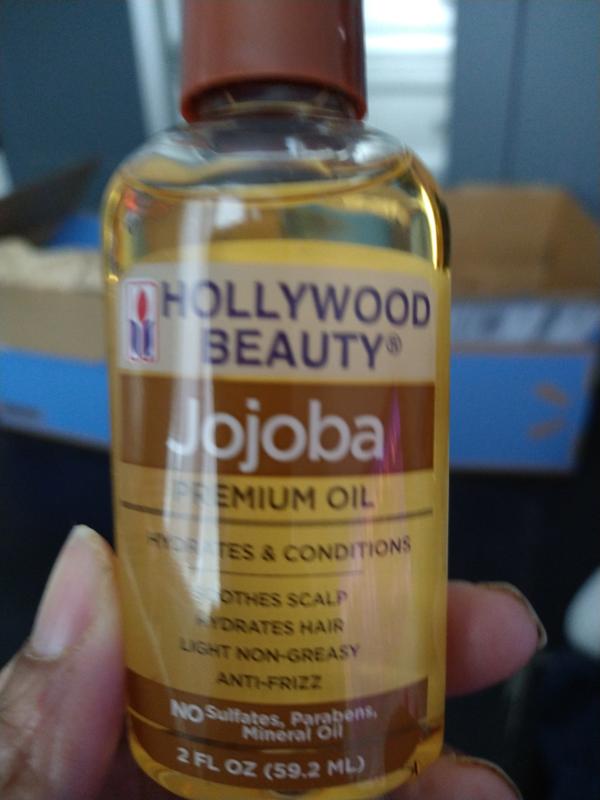 HOLLYWOOD
BEAUTY®
Jojoba
PREMIUM OIL
HYDRATES & CONDITIONS
SOOTHES SCALP
HYDRATES HAIR
LIGHT NON-GREASY
ANTI-FRIZZ
NO Sulfates, Parabens,
Mineral Oil
2 FL OZ (59.2 ML)